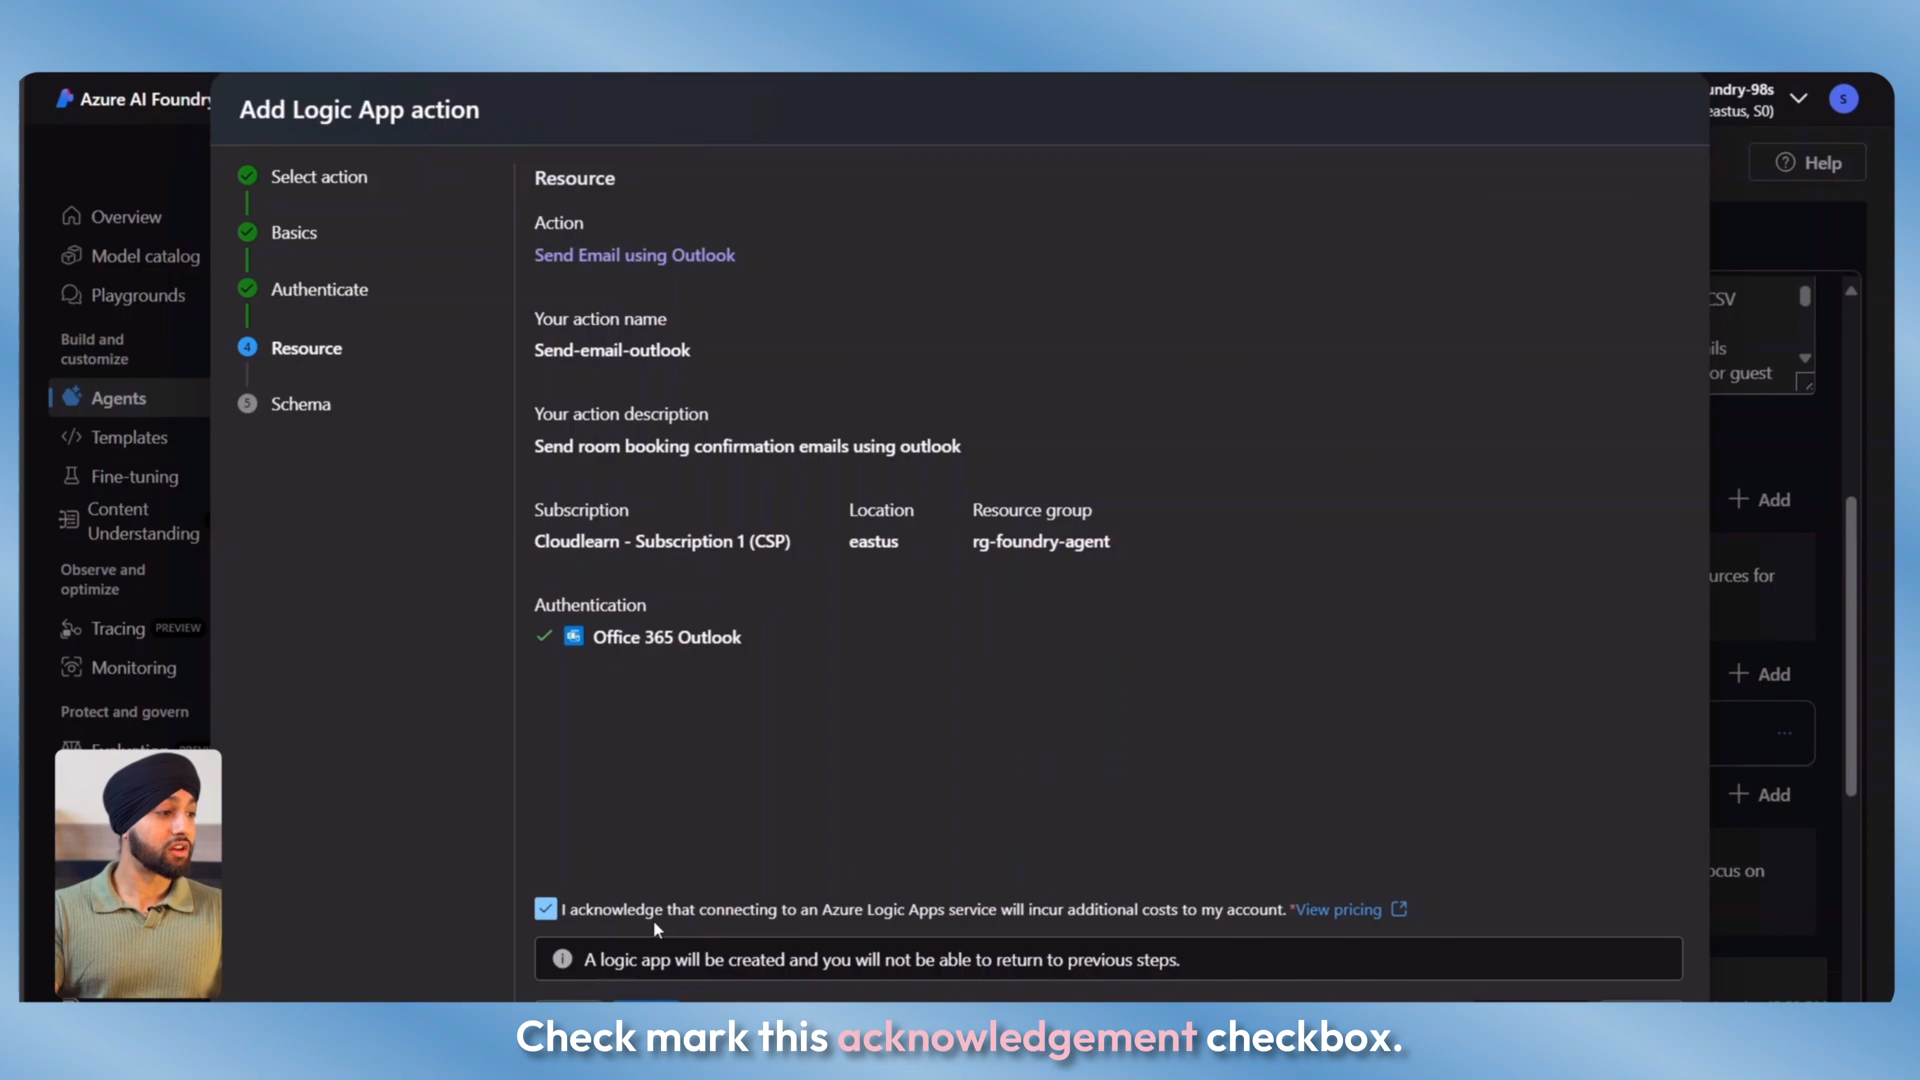 Azure AI Foundry
Add Logic App action
undry-98s
eastus, S0)
S
Help
Overview
Model catalog
Playgrounds
Build and
customize
Agents
Templates
Fine-tuning
Content
Understanding
Observe and
optimize
Tracing PREVIEW
Monitoring
Protect and govern
Select action
Basics
Authenticate
4 Resource
5 Schema
Resource
Action
Send Email using Outlook
Your action name
Send-email-outlook
Your action description
Send room booking confirmation emails using outlook
Subscription Location Resource group
Cloudlearn - Subscription 1 (CSP) eastus rg-foundry-agent
Authentication
Office 365 Outlook
I acknowledge that connecting to an Azure Logic Apps service will incur additional costs to my account. *View pricing
A logic app will be created and you will not be able to return to previous steps.
CSV
ils
or guest
+ Add
urces for
+ Add
...
+ Add
ocus on
Check mark this acknowledgement checkbox.